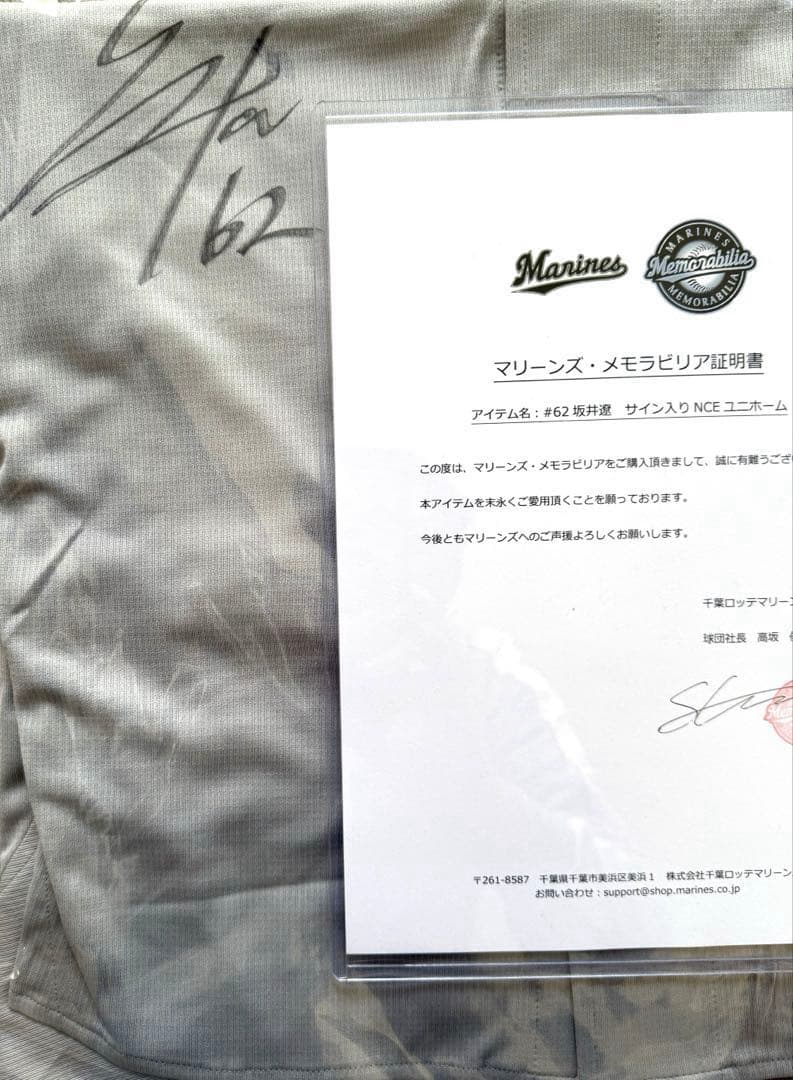 62
Marines
MARINES
Memorabilia
MEMORABILIA
マリーンズ・メモラビリア証明書
アイテム名：#62 坂井遼　サイン入り NCE ユニホーム
この度は、マリーンズ・メモラビリアをご購入頂きまして、誠に有難うござ
本アイテムを末永くご愛用頂くことを願っております。
今後ともマリーンズへのご声援よろしくお願いします。
千葉ロッテマリーン
球団社長　高坂
〒261-8587　千葉県千葉市美浜区美浜 1　株式会社千葉ロッテマリーン
お問い合わせ：support@shop.marines.co.jp